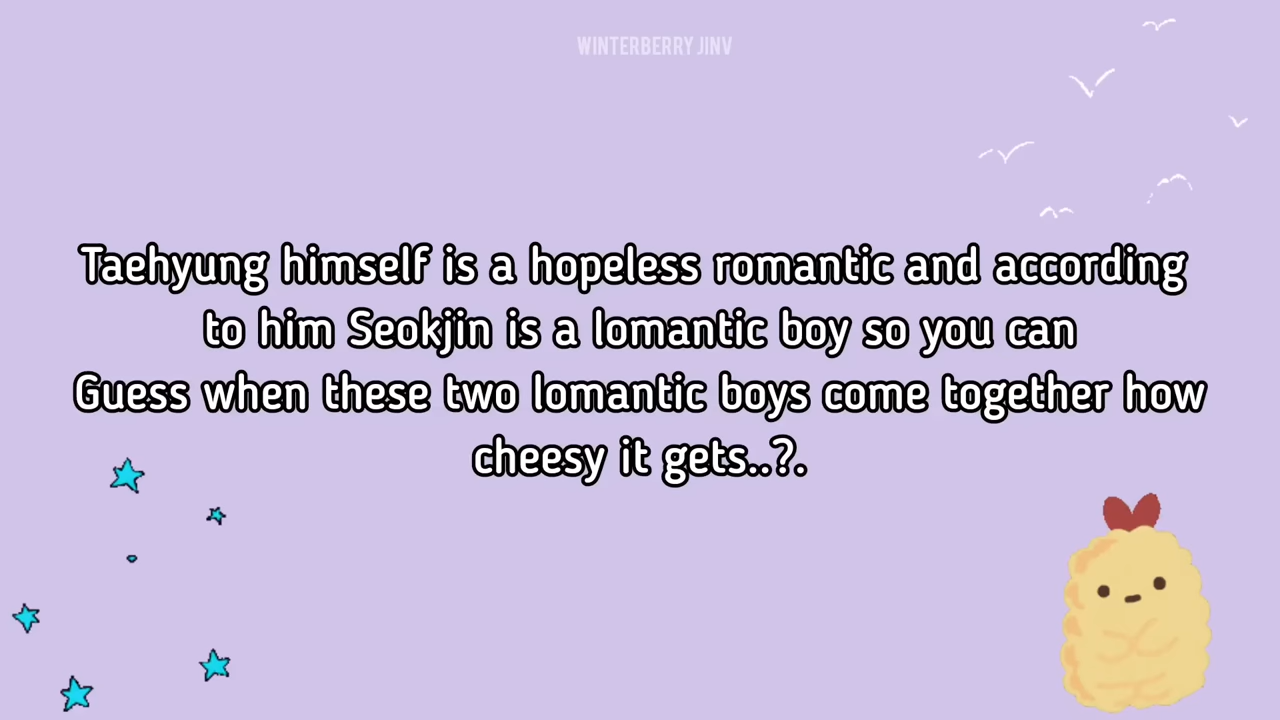 WINTERBERRY JINV
Taehyung himself is a hopeless romantic and according
to him Seokjin is a lomantic boy so you can
Guess when these two lomantic boys come together how
cheesy it gets..?.